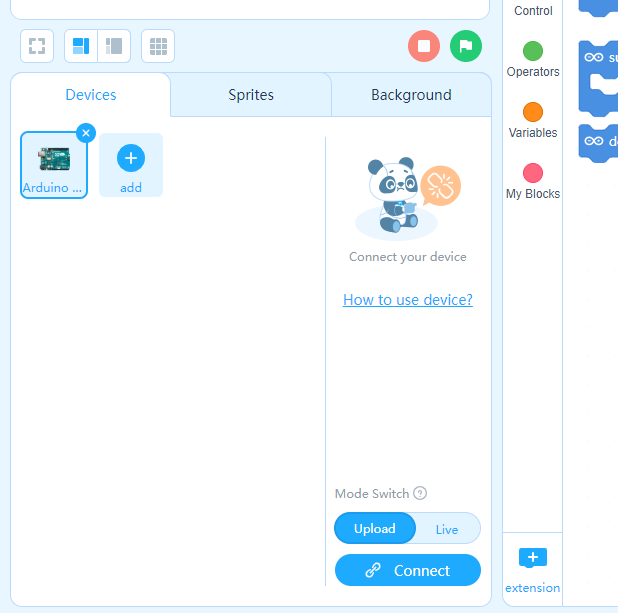 Devices
Sprites
Background
Arduino ...
add
Connect your device
How to use device?
Mode Switch ?
Upload
Live
Connect
Control
Operators
Variables
My Blocks
extension